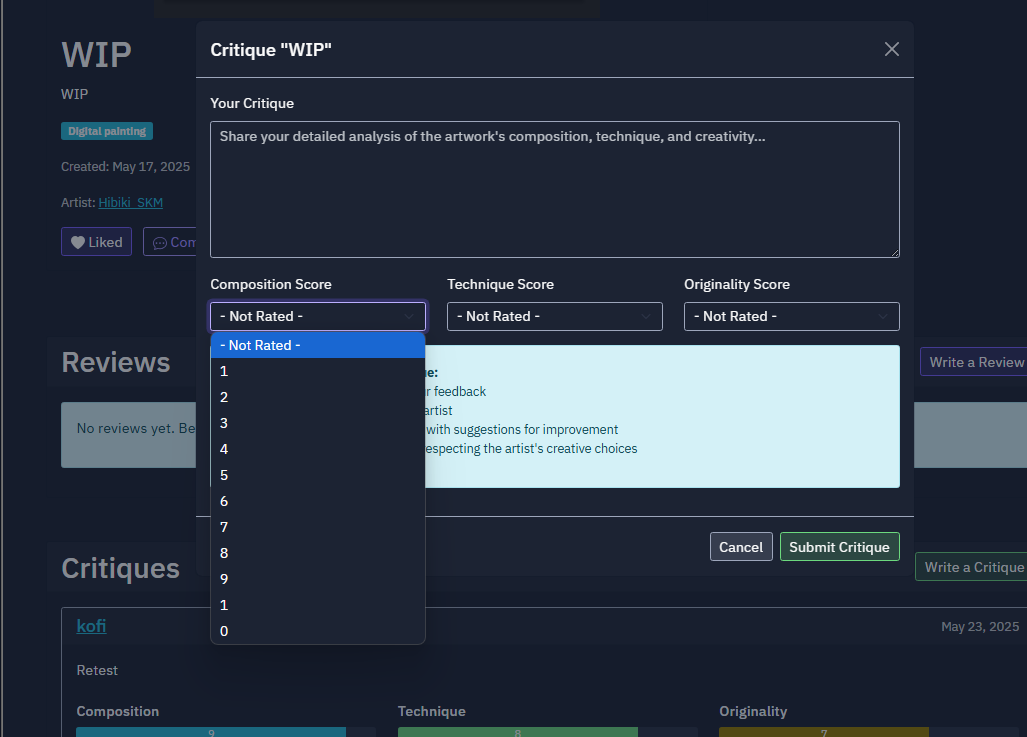 WIP
WIP
Digital painting
Created: May 17, 2025
Artist: Hibiki_SKM
Liked
Com
Reviews
Write a Review
No reviews yet. Be
Critiques
Write a Critique
kofi
May 23, 2025
Retest
Composition
Technique
Originality
9
8
7
Critique "WIP"
Your Critique
Share your detailed analysis of the artwork's composition, technique, and creativity...
Composition Score
Technique Score
Originality Score
- Not Rated -
- Not Rated -
- Not Rated -
- Not Rated -
1
2
3
4
5
6
7
8
9
1
0
e:
r feedback
artist
with suggestions for improvement
especting the artist's creative choices
Cancel
Submit Critique